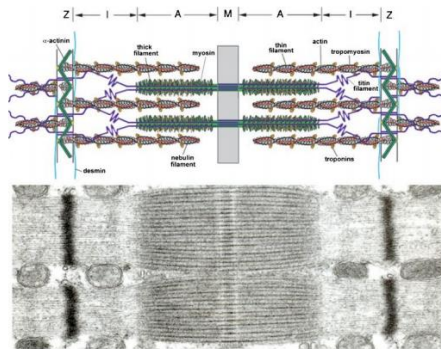 Z I A M A I Z
α-actinin
thick filament
myosin
thin filament
actin
tropomyosin
titin filament
nebulin filament
troponins
desmin